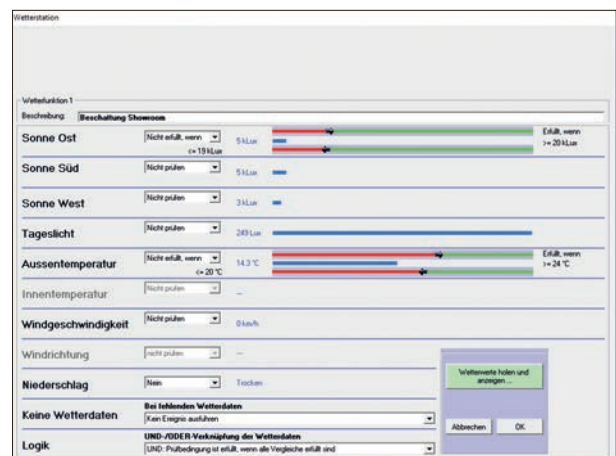 Wetterstation
Wetterfunktion 1
Beschreibung: Beschattung Showroom
Sonne Ost Nicht erfüllt, wenn 5 kLux Erfüllt, wenn
<= 19 kLux >= 20 kLux
Sonne Süd Nicht prüfen 5 kLux
Sonne West Nicht prüfen 3 kLux
Tageslicht Nicht prüfen 249 Lux
Aussentemperatur Nicht erfüllt, wenn 14.3 °C Erfüllt, wenn
<= 20 °C >= 24 °C
Innentemperatur Nicht prüfen --
Windgeschwindigkeit Nicht prüfen 0 km/h
Windrichtung nicht prüfen --
Niederschlag Nein Trocken
Wetterwerte holen und
anzeigen ...
Keine Wetterdaten Bei fehlenden Wetterdaten
Kein Ereignis ausführen
Abbrechen OK
Logik UND-/ODER-Verknüpfung der Wetterdaten
UND: Prüfbedingung ist erfüllt, wenn alle Vergleiche erfüllt sind